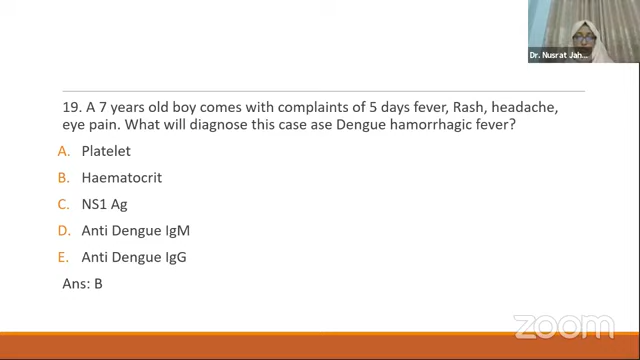 Dr. Nusrat Jah...
19. A 7 years old boy comes with complaints of 5 days fever, Rash, headache,
eye pain. What will diagnose this case ase Dengue hamorrhagic fever?
A. Platelet
B. Haematocrit
C. NS1 Ag
D. Anti Dengue IgM
E. Anti Dengue IgG
Ans: B
zoom